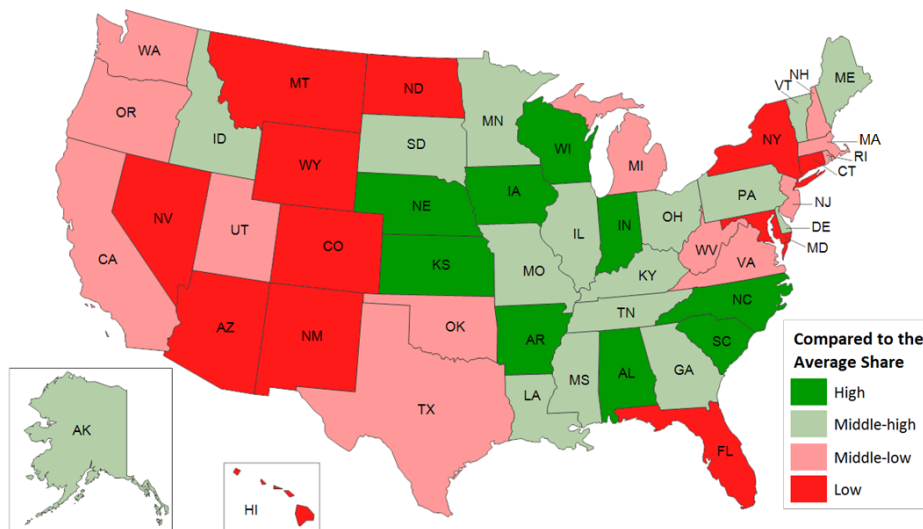 WA
MT
ND
MN
VT
NH
ME
OR
ID
SD
WI
MI
NY
MA
RI
CT
WY
IA
NE
PA
NJ
NV
UT
CO
IL
IN
OH
DE
MD
CA
KS
MO
KY
WV
VA
AZ
NM
OK
AR
TN
NC
SC
TX
LA
MS
AL
GA
FL
AK
HI
Compared to the
Average Share
High
Middle-high
Middle-low
Low